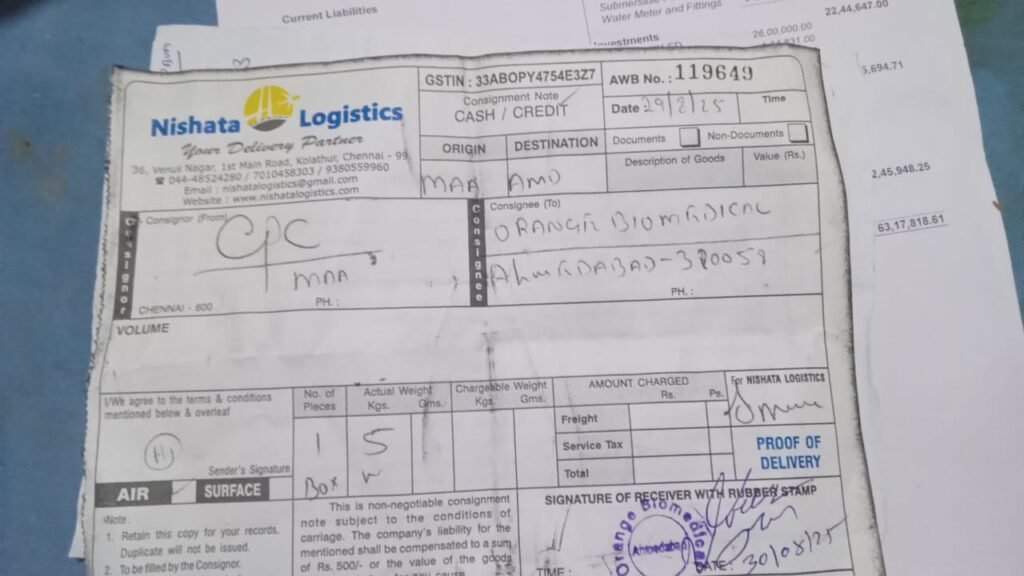 Current Liabilities
Water Meter and Fittings
22,44,647.00
Investments
26,00,000.00
5,694.71
2,45,948.25
63,17,818.61
Nishata Logistics
Your Delivery Partner
36, Venus Nagar, 1st Main Road, Kolathur, Chennai - 99.
☎ 044-48524280 / 7010458303 / 9380559960
Email : nishatalogistics@gmail.com
Website : www.nishatalogistics.com
GSTIN : 33ABOPY4754E3Z7
Consignment Note
CASH / CREDIT
AWB No. : 119649
Date 29/8/25 Time
ORIGIN DESTINATION
MAA AMD
Documents Non-Documents
Description of Goods Value (Rs.)
Consignor
Consignor (From)
CPC
MAA
CHENNAI - 600 PH. :
Consignee
Consignee (To)
ORANGE BIOMEDICAL
AHMEDABAD-380059
PH. :
VOLUME
I/We agree to the terms & conditions
mentioned below & overleaf
H
Sender's Signature
AIR SURFACE
No. of Pieces
Actual Weight
Kgs. Gms.
Chargeable Weight
Kgs. Gms.
1 5
Box
AMOUNT CHARGED
Rs. Ps.
Freight
Service Tax
Total
For NISHATA LOGISTICS
PROOF OF
DELIVERY
Note :
1. Retain this copy for your records.
Duplicate will not be issued.
2. To be filled by the Consignor.
This is non-negotiable consignment
note subject to the conditions of
carriage. The company's liability for the
mentioned shall be compensated to a sum
of Rs. 500/- or the value of the goods
SIGNATURE OF RECEIVER WITH RUBBER STAMP
Orange Biomedical
Ahmedabad
TIME : DATE : 30/08/25